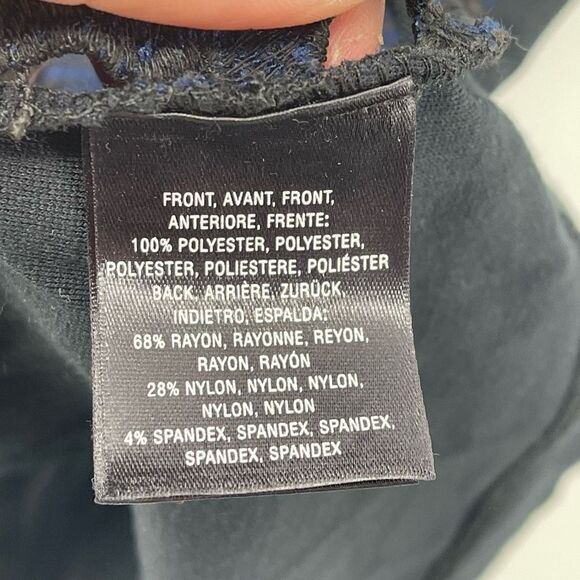 FRONT, AVANT, FRONT,
ANTERIORE, FRENTE:
100% POLYESTER, POLYESTER,
POLYESTER, POLIESTERE, POLIÉSTER
BACK, ARRIÈRE, ZURÜCK,
INDIETRO, ESPALDA:
68% RAYON, RAYONNE, REYON,
RAYON, RAYÓN
28% NYLON, NYLON, NYLON,
NYLON, NYLON
4% SPANDEX, SPANDEX, SPANDEX,
SPANDEX, SPANDEX